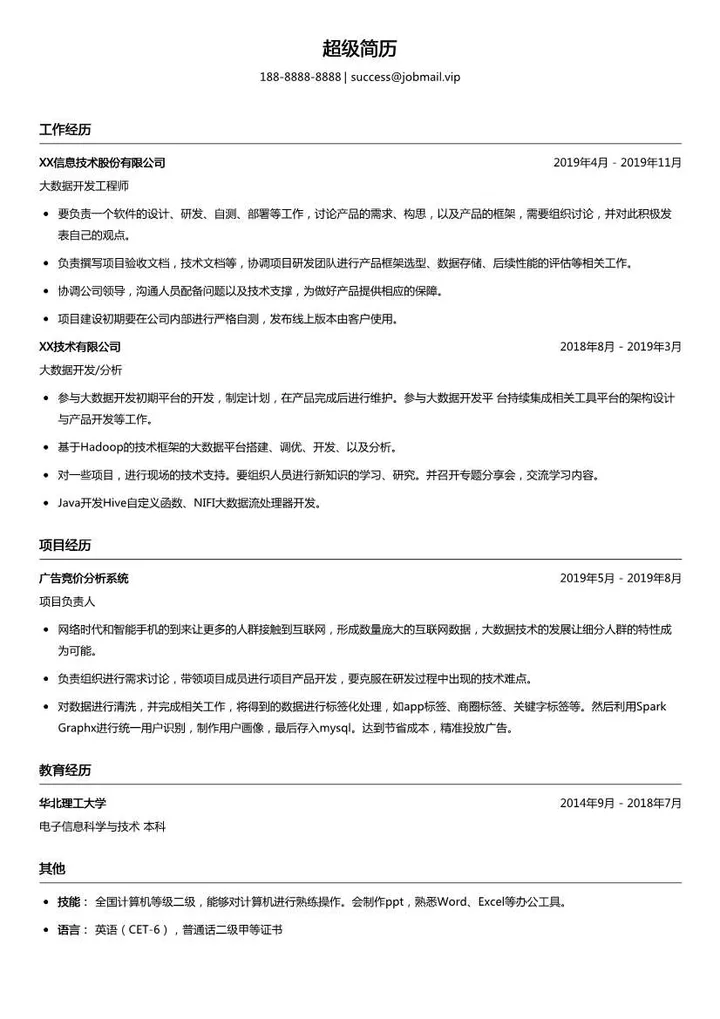 超级简历
188-8888-8888 | success@jobmail.vip
工作经历
XX信息技术股份有限公司 2019年4月 - 2019年11月
大数据开发工程师
• 要负责一个软件的设计、研发、自测、部署等工作，讨论产品的需求、构思，以及产品的框架，需要组织讨论，并对此积极发
表自己的观点。
• 负责撰写项目验收文档，技术文档等，协调项目研发团队进行产品框架选型、数据存储、后续性能的评估等相关工作。
• 协调公司领导，沟通人员配备问题以及技术支撑，为做好产品提供相应的保障。
• 项目建设初期要在公司内部进行严格自测，发布线上版本由客户使用。
XX技术有限公司 2018年8月 - 2019年3月
大数据开发/分析
• 参与大数据开发初期平台的开发，制定计划，在产品完成后进行维护。参与大数据开发平 台持续集成相关工具平台的架构设计
与产品开发等工作。
• 基于Hadoop的技术框架的大数据平台搭建、调优、开发、以及分析。
• 对一些项目，进行现场的技术支持。要组织人员进行新知识的学习、研究。并召开专题分享会，交流学习内容。
• Java开发Hive自定义函数、NIFI大数据流处理器开发。
项目经历
广告竞价分析系统 2019年5月 - 2019年8月
项目负责人
• 网络时代和智能手机的到来让更多的人群接触到互联网，形成数量庞大的互联网数据，大数据技术的发展让细分人群的特性成
为可能。
• 负责组织进行需求讨论，带领项目成员进行项目产品开发，要克服在研发过程中出现的技术难点。
• 对数据进行清洗，并完成相关工作，将得到的数据进行标签化处理，如app标签、商圈标签、关键字标签等。然后利用Spark
Graphx进行统一用户识别，制作用户画像，最后存入mysql。达到节省成本，精准投放广告。
教育经历
华北理工大学 2014年9月 - 2018年7月
电子信息科学与技术 本科
其他
• 技能： 全国计算机等级二级，能够对计算机进行熟练操作。会制作ppt，熟悉Word、Excel等办公工具。
• 语言： 英语（CET-6），普通话二级甲等证书